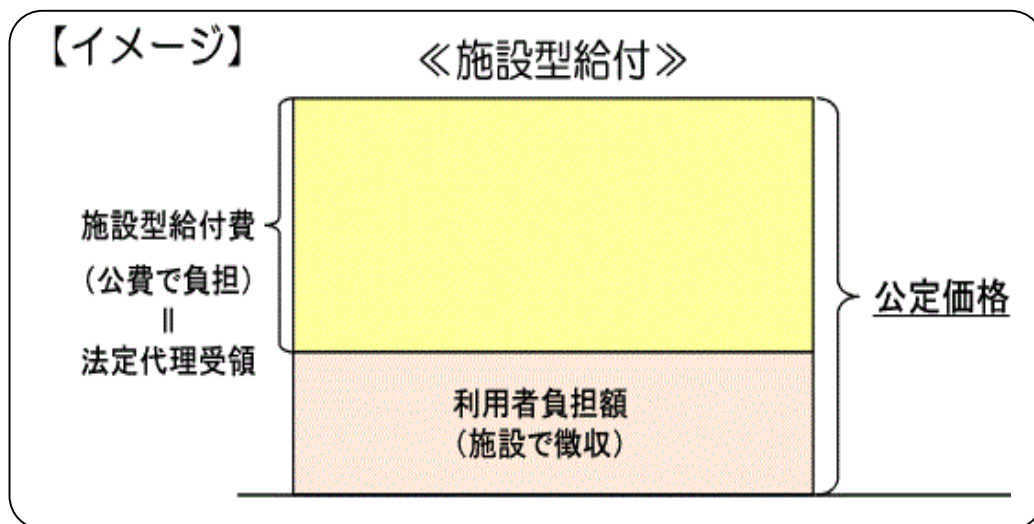 【イメージ】
≪施設型給付≫
施設型給付費
（公費で負担）
||
法定代理受領
利用者負担額
（施設で徴収）
公定価格